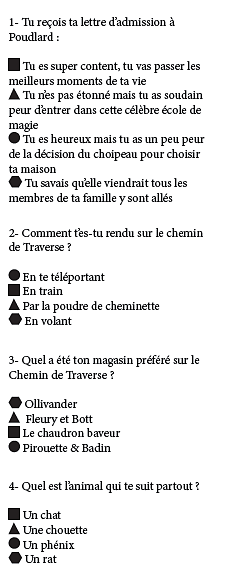 1- Tu reçois ta lettre d'admission à
Poudlard :
Tu es super content, tu vas passer les
meilleurs moments de ta vie
Tu n'es pas étonné mais tu as soudain
peur d'entrer dans cette célèbre école de
magie
Tu es heureux mais tu as un peu peur
de la décision du choipeau pour choisir
ta maison
Tu savais qu'elle viendrait tous les
membres de ta famille y sont allés
2- Comment t'es-tu rendu sur le chemin
de Traverse ?
En te téléportant
En train
Par la poudre de cheminette
En volant
3- Quel a été ton magasin préféré sur le
Chemin de Traverse ?
Ollivander
Fleury et Bott
Le chaudron baveur
Pirouette & Badin
4- Quel est l'animal qui te suit partout ?
Un chat
Une chouette
Un phénix
Un rat